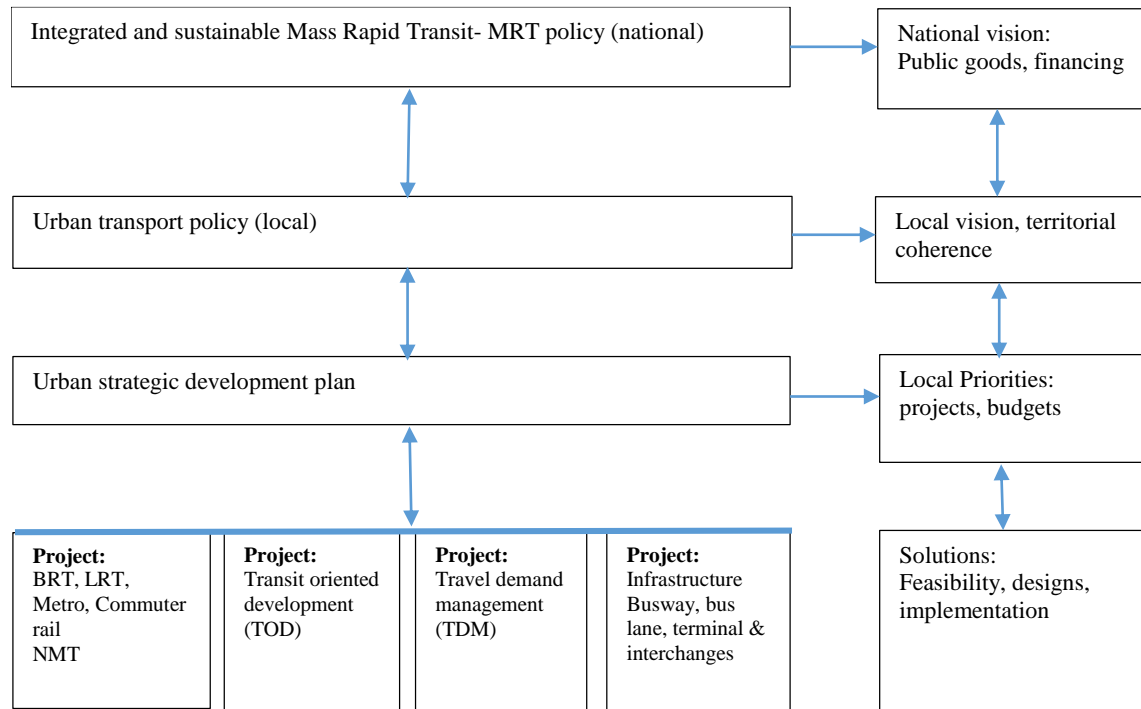 Integrated and sustainable Mass Rapid Transit- MRT policy (national)
National vision:
Public goods, financing
Urban transport policy (local)
Local vision, territorial
coherence
Urban strategic development plan
Local Priorities:
projects, budgets
Project:
BRT, LRT,
Metro, Commuter
rail
NMT
Project:
Transit oriented
development
(TOD)
Project:
Travel demand
management
(TDM)
Project:
Infrastructure
Busway, bus
lane, terminal &
interchanges
Solutions:
Feasibility, designs,
implementation